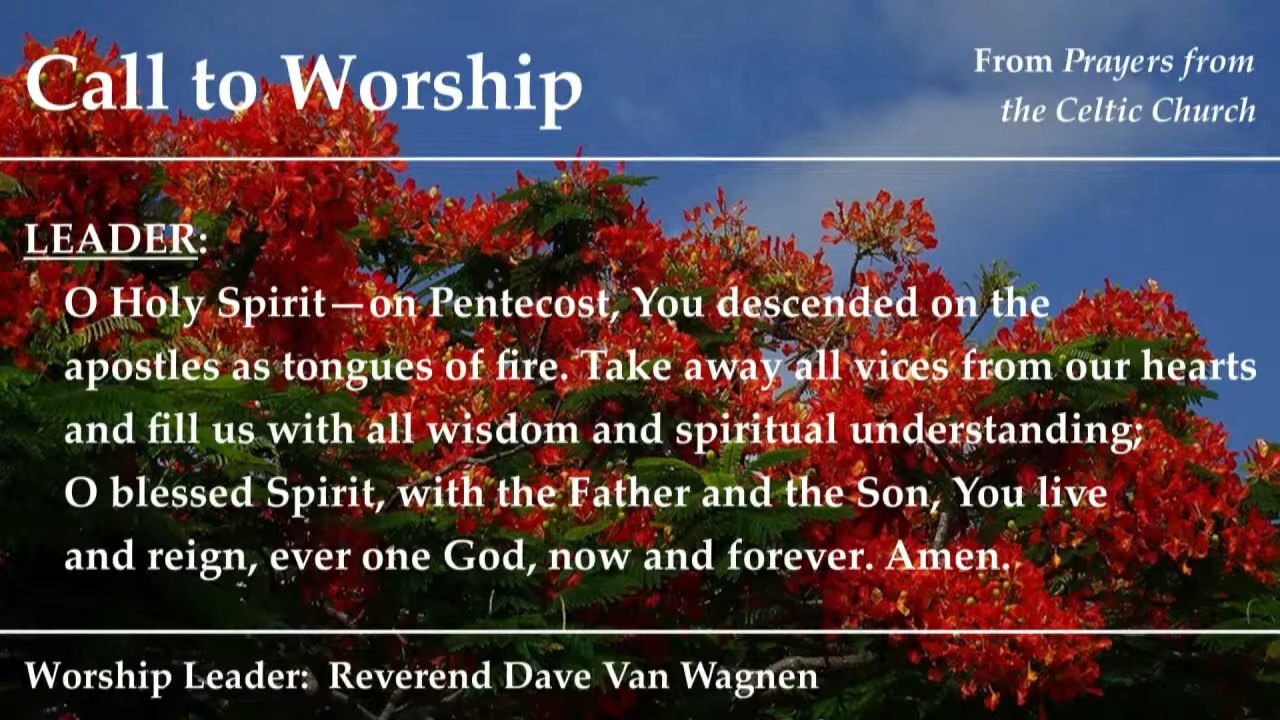 Call to Worship
From Prayers from
the Celtic Church
LEADER:
O Holy Spirit—on Pentecost, You descended on the
apostles as tongues of fire. Take away all vices from our hearts
and fill us with all wisdom and spiritual understanding;
O blessed Spirit, with the Father and the Son, You live
and reign, ever one God, now and forever. Amen.
Worship Leader:  Reverend Dave Van Wagnen